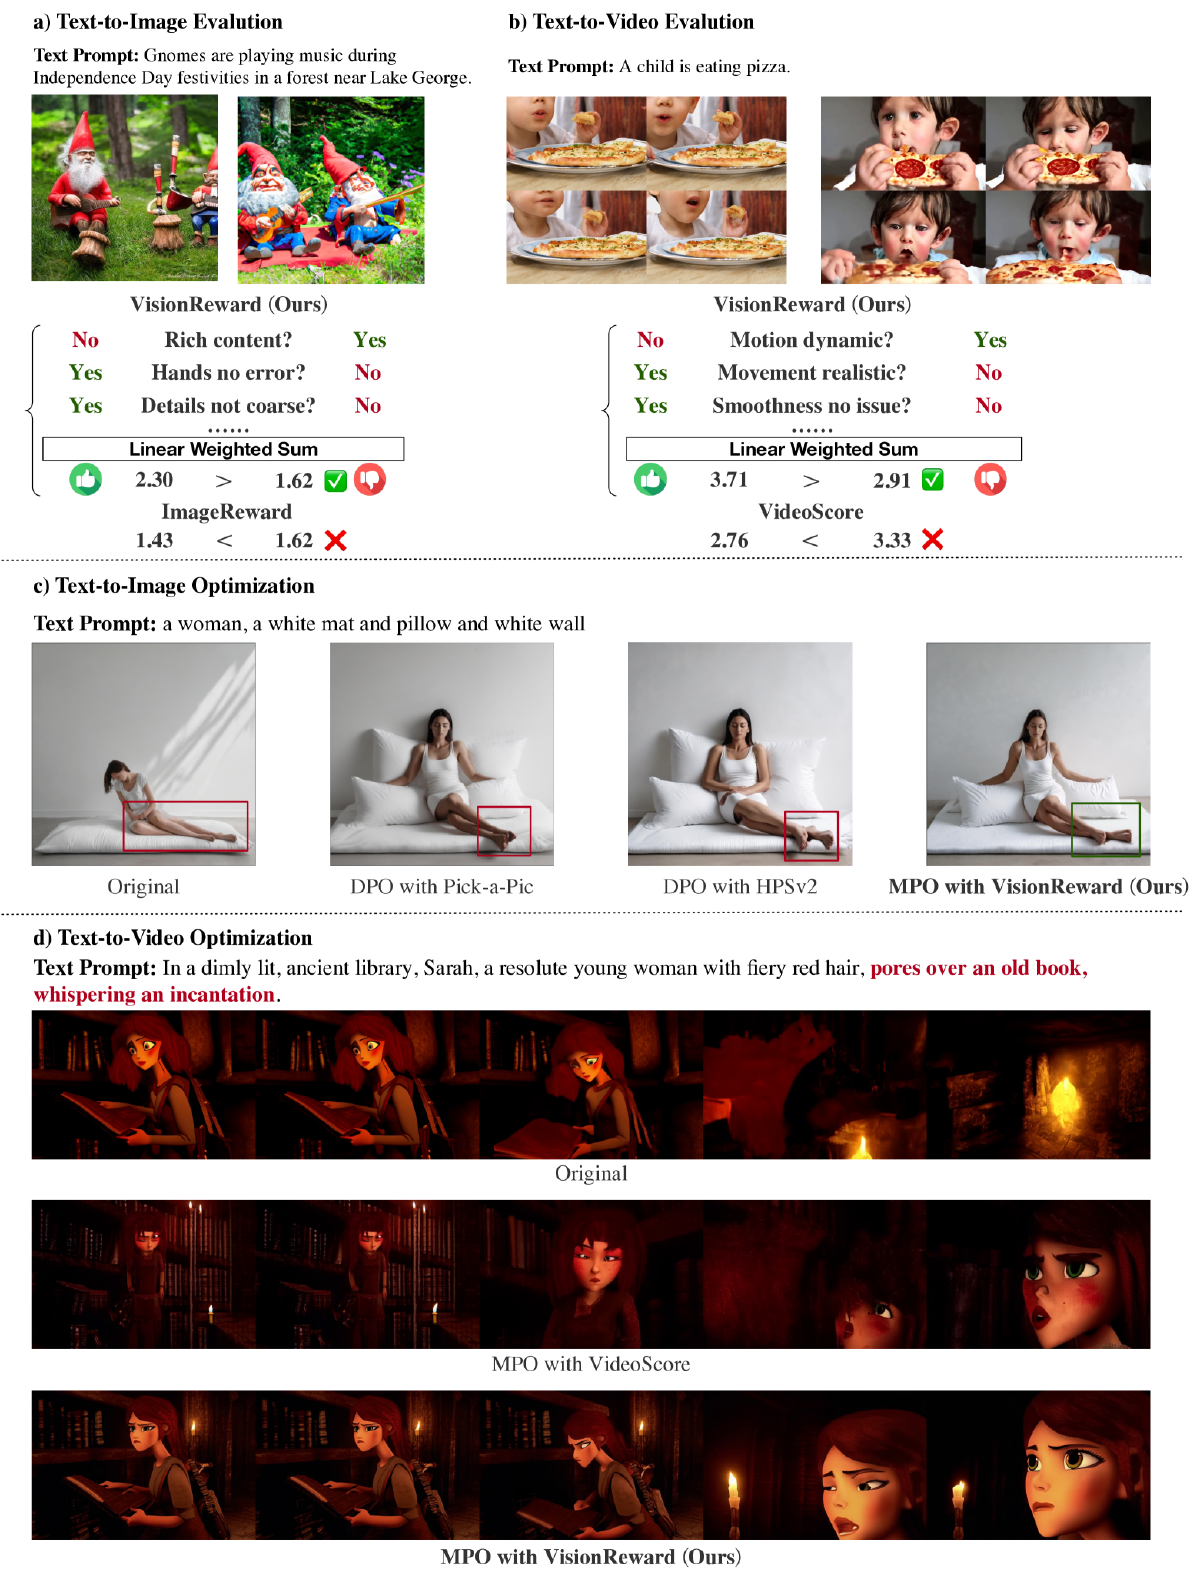 a) Text-to-Image Evalution
Text Prompt: Gnomes are playing music during
Independence Day festivities in a forest near Lake George.
VisionReward (Ours)
No Rich content? Yes
Yes Hands no error? No
Yes Details not coarse? No
......
Linear Weighted Sum
2.30 > 1.62
ImageReward
1.43 < 1.62
b) Text-to-Video Evalution
Text Prompt: A child is eating pizza.
VisionReward (Ours)
No Motion dynamic? Yes
Yes Movement realistic? No
Yes Smoothness no issue? No
......
Linear Weighted Sum
3.71 > 2.91
VideoScore
2.76 < 3.33
c) Text-to-Image Optimization
Text Prompt: a woman, a white mat and pillow and white wall
Original
DPO with Pick-a-Pic
DPO with HPSv2
MPO with VisionReward (Ours)
d) Text-to-Video Optimization
Text Prompt: In a dimly lit, ancient library, Sarah, a resolute young woman with fiery red hair, pores over an old book,
whispering an incantation.
Original
MPO with VideoScore
MPO with VisionReward (Ours)